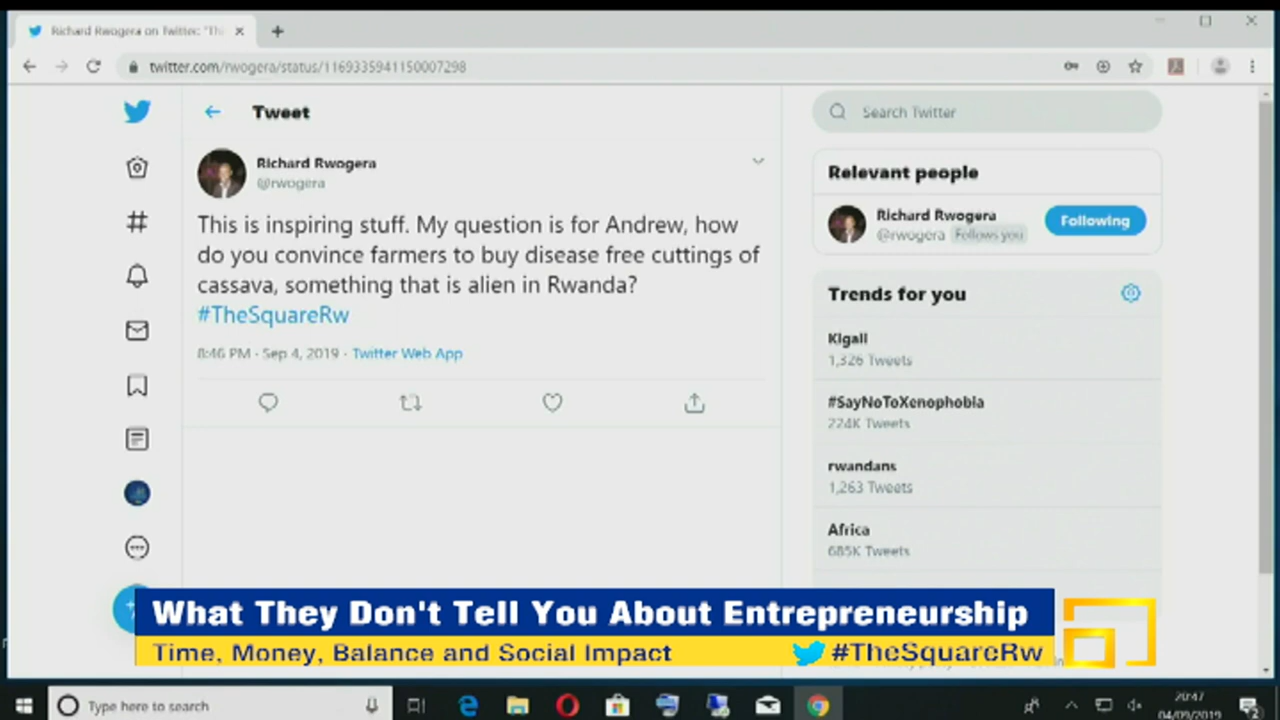 Richard Rwogera on Twitter: "Thi
twitter.com/rwogera/status/1169335941150007298
Tweet
Search Twitter
Richard Rwogera
@rwogera
This is inspiring stuff. My question is for Andrew, how
do you convince farmers to buy disease free cuttings of
cassava, something that is alien in Rwanda?
#TheSquareRw
8:46 PM · Sep 4, 2019 · Twitter Web App
Relevant people
Richard Rwogera
@rwogera Follows you
Following
Trends for you
Kigali
1,326 Tweets
#SayNoToXenophobia
224K Tweets
rwandans
1,263 Tweets
Africa
685K Tweets
What They Don't Tell You About Entrepreneurship
Time, Money, Balance and Social Impact
#TheSquareRw
Type here to search
20:47
04/09/2019
2